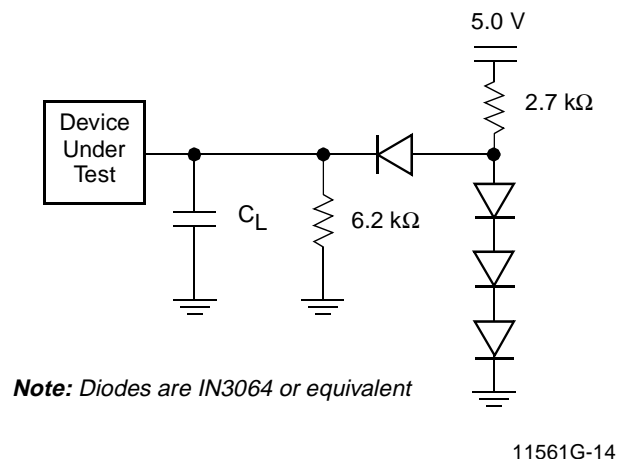 5.0 V
2.7 kΩ
Device
Under
Test
C_L
6.2 kΩ
Note: Diodes are IN3064 or equivalent
11561G-14